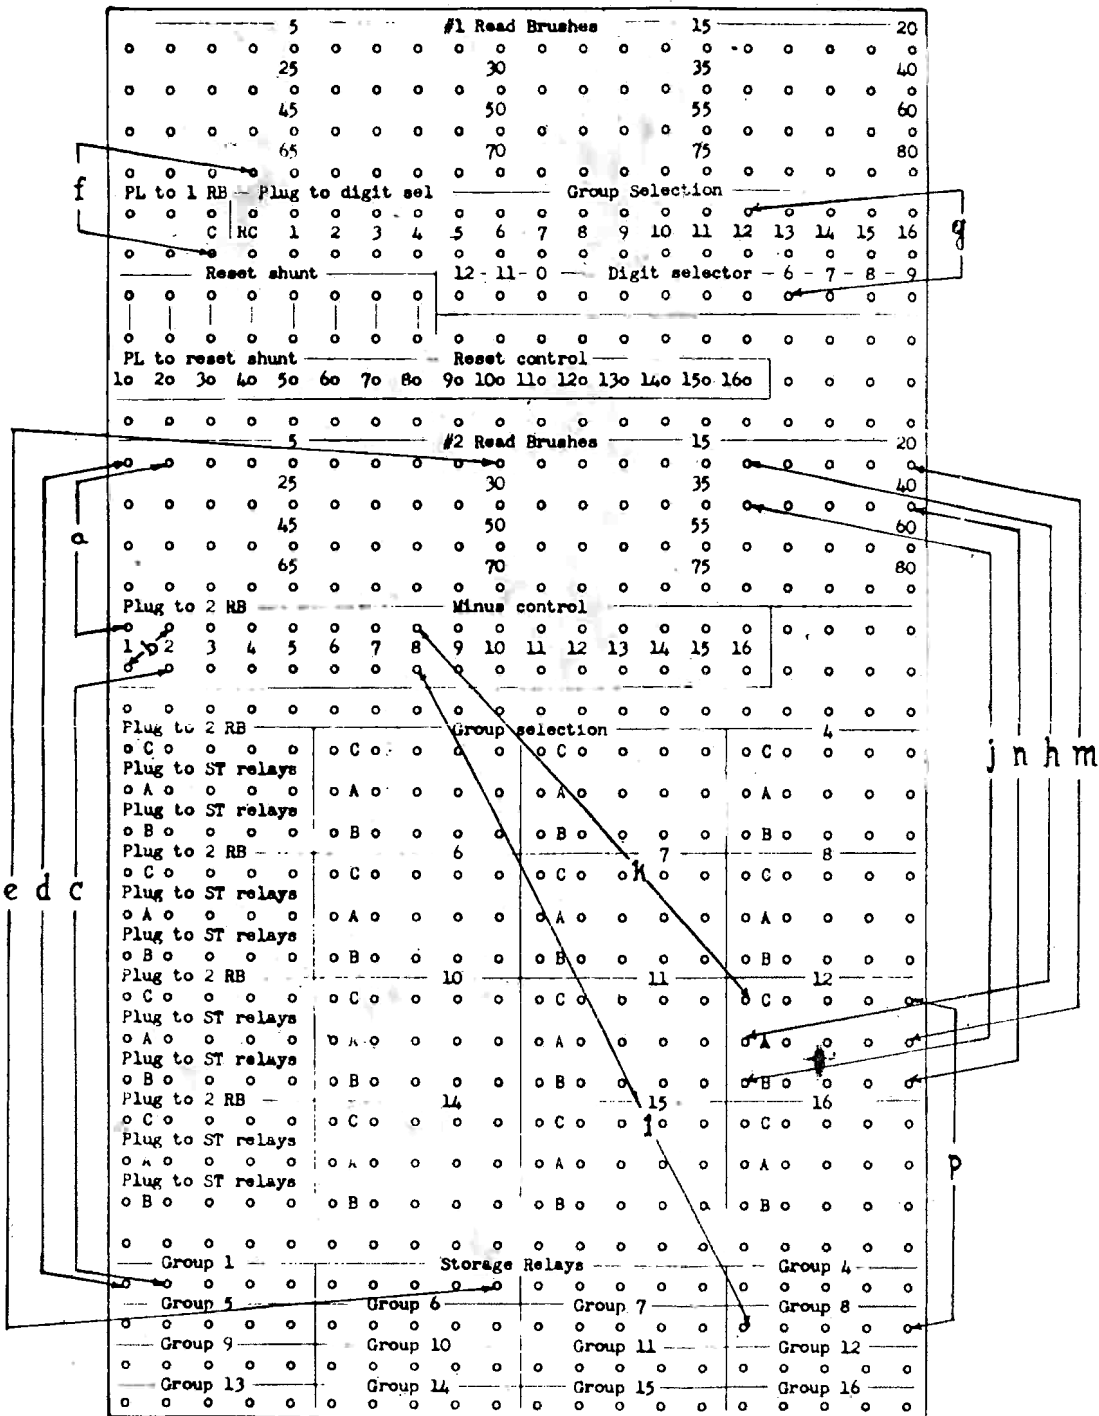 5 #1 Read Brushes 15 20
25 30 35 40
45 50 55 60
65 70 75 80
f
PL to 1 RB Plug to digit sel Group Selection
C RC 1 2 3 4 5 6 7 8 9 10 11 12 13 14 15 16
g
Reset shunt 12 - 11 - 0 - Digit selector - 6 - 7 - 8 - 9
PL to reset shunt Reset control
1o 2o 3o 4o 5o 6o 7o 8o 9o 10o 11o 12o 13o 14o 15o 16o
5 #2 Read Brushes 15 20
25 30 35 40
45 50 55 60
a
65 70 75 80
Plug to 2 RB Minus control
1 b 2 3 4 5 6 7 8 9 10 11 12 13 14 15 16
Plug to 2 RB Group selection 4
C C C C
j n h m
Plug to ST relays
A A A A
Plug to ST relays
B B B B
Plug to 2 RB 6 7 8
C C k C C
e d c
Plug to ST relays
A A A A
Plug to ST relays
B B B B
Plug to 2 RB 10 11 12
C C C C
Plug to ST relays
A A A A
Plug to ST relays
B B B B
Plug to 2 RB 14 15 16
C C C l C
Plug to ST relays
A A A A
p
Plug to ST relays
B B B B
Group 1 Storage Relays Group 4
Group 5 Group 6 Group 7 Group 8
Group 9 Group 10 Group 11 Group 12
Group 13 Group 14 Group 15 Group 16